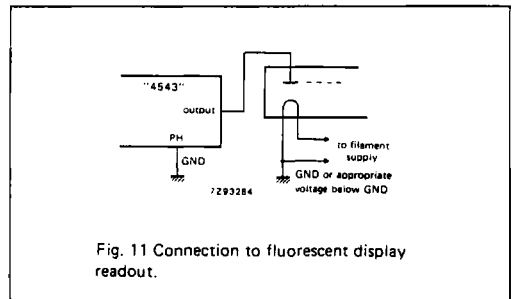 "4543"
output
PH
GND
to filament
supply
GND or appropriate
voltage below GND
7Z93284
Fig. 11 Connection to fluorescent display
readout.